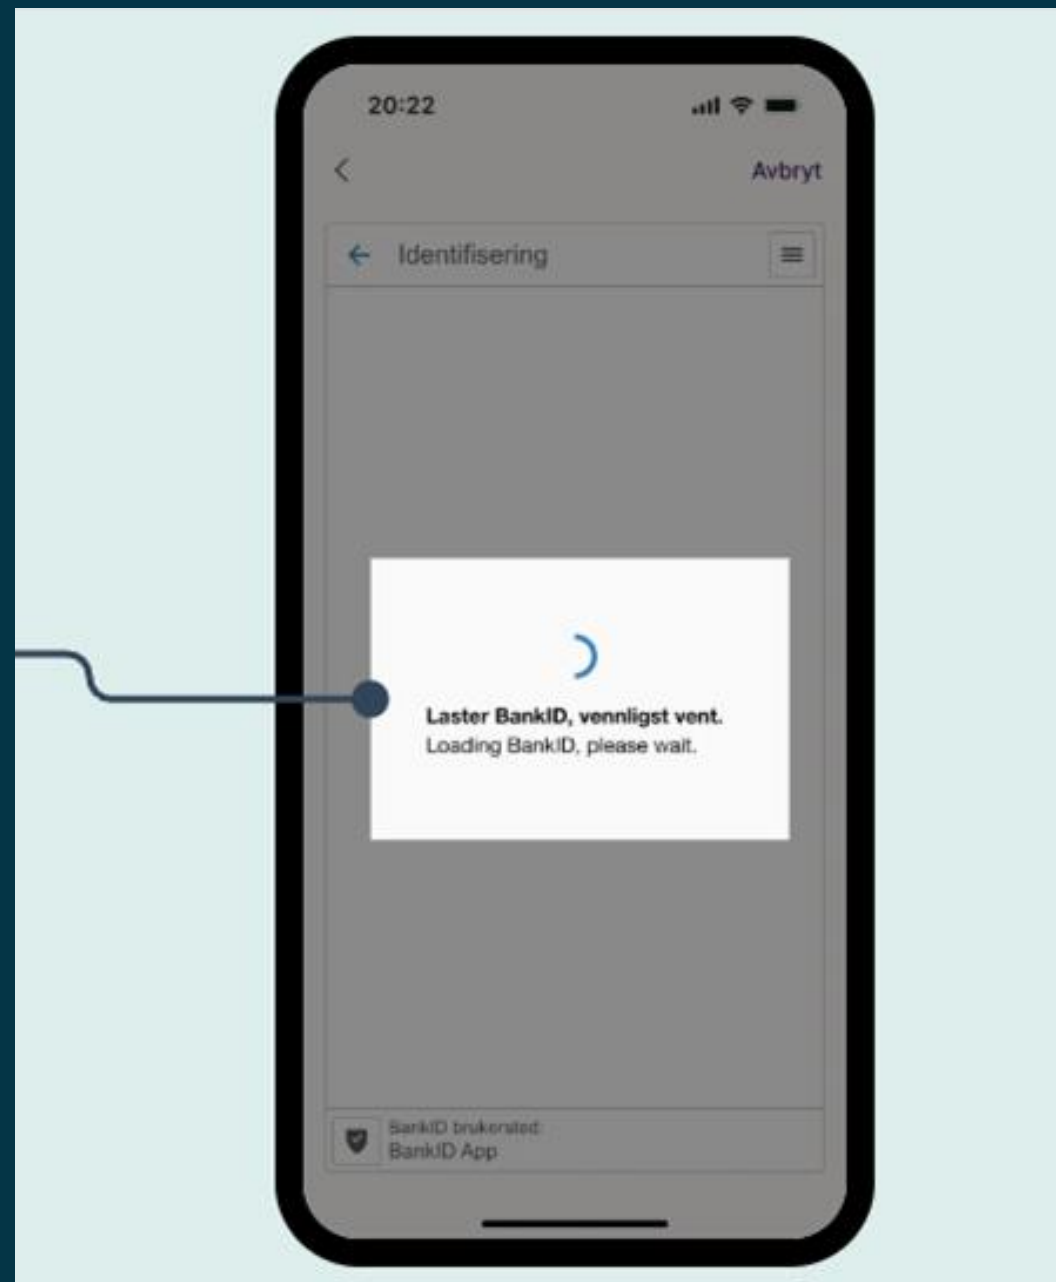 20:22
Avbryt
Identifisering
Laster BankID, vennligst vent.
Loading BankID, please wait.
BankID brukersted:
BankID App